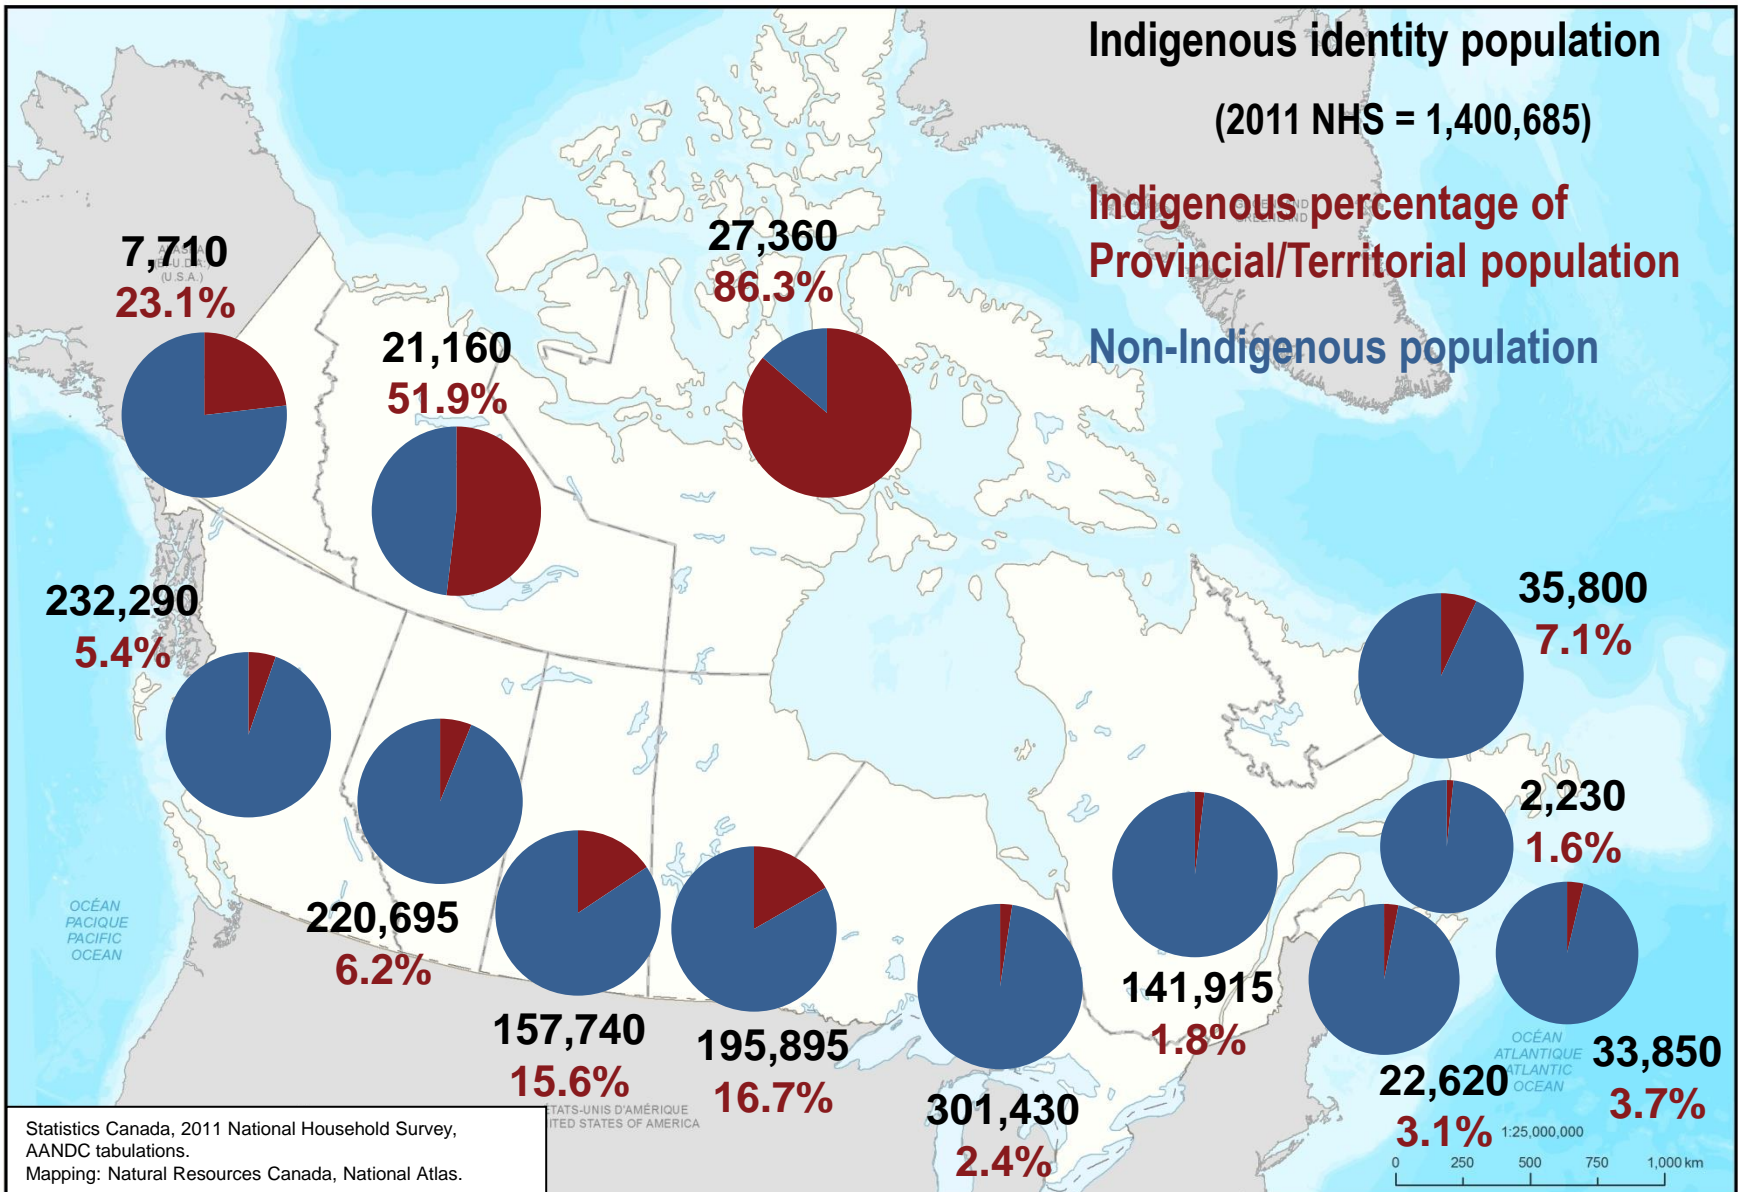 Indigenous identity population
(2011 NHS = 1,400,685)
Indigenous percentage of
Provincial/Territorial population
Non-Indigenous population
7,710
23.1%
(U.S.A.)
21,160
51.9%
27,360
86.3%
GREENLAND
232,290
5.4%
220,695
6.2%
157,740
15.6%
195,895
16.7%
301,430
2.4%
141,915
1.8%
35,800
7.1%
2,230
1.6%
22,620
3.1%
33,850
3.7%
OCÉAN
PACIQUE
PACIFIC
OCEAN
OCÉAN
ATLANTIQUE
ATLANTIC
OCEAN
ÉTATS-UNIS D'AMÉRIQUE
UNITED STATES OF AMERICA
1:25,000,000
0 250 500 750 1,000 km
Statistics Canada, 2011 National Household Survey,
AANDC tabulations.
Mapping: Natural Resources Canada, National Atlas.